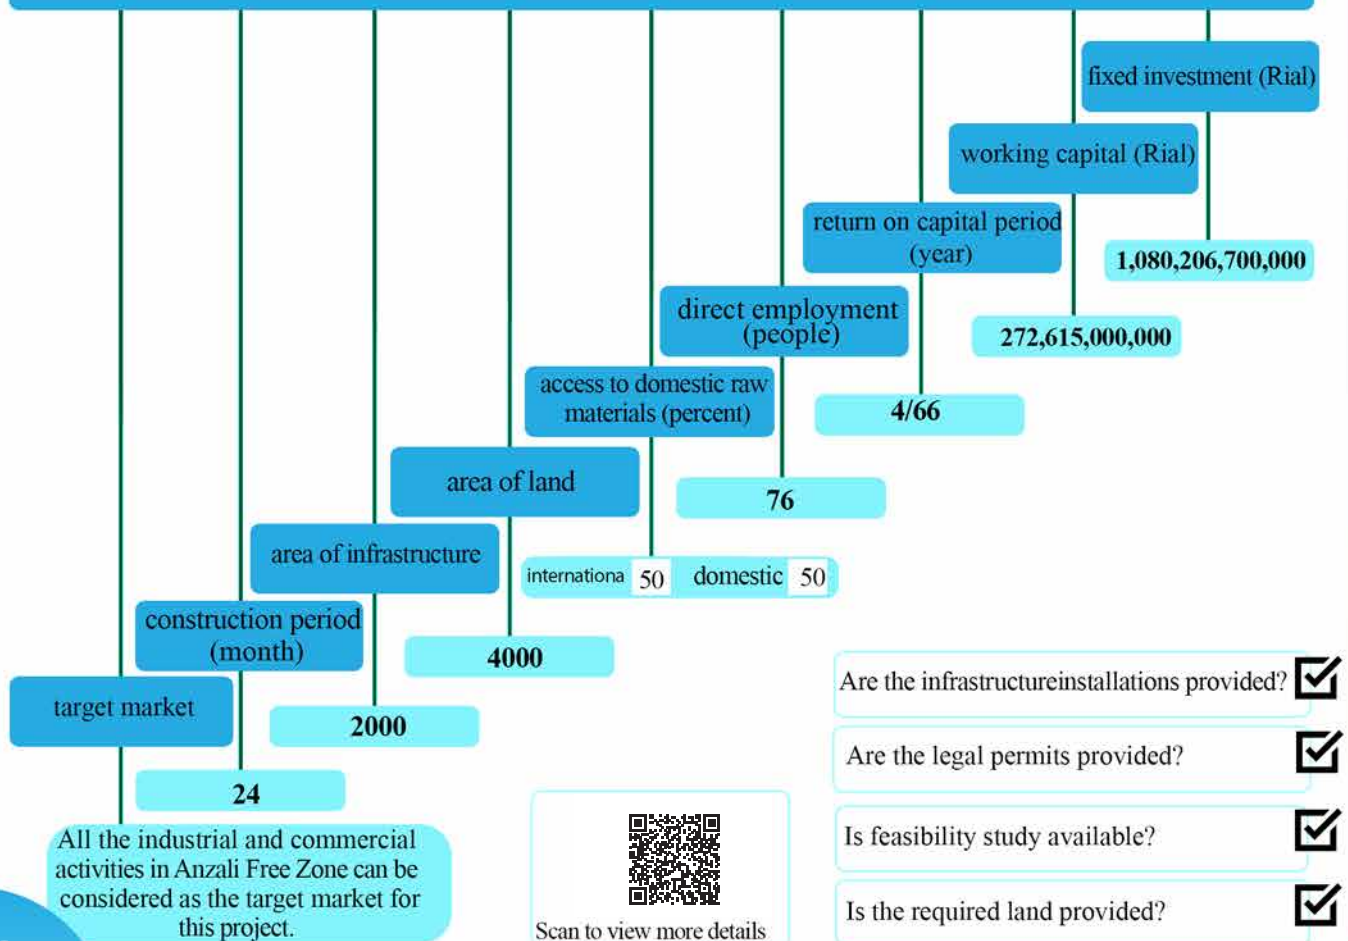 fixed investment (Rial)
1,080,206,700,000
working capital (Rial)
272,615,000,000
return on capital period
(year)
4/66
direct employment
(people)
76
access to domestic raw
materials (percent)
internationa 50 domestic 50
area of land
4000
area of infrastructure
2000
construction period
(month)
24
target market
All the industrial and commercial
activities in Anzali Free Zone can be
considered as the target market for
this project.
Scan to view more details
Are the infrastructureinstallations provided?
Are the legal permits provided?
Is feasibility study available?
Is the required land provided?